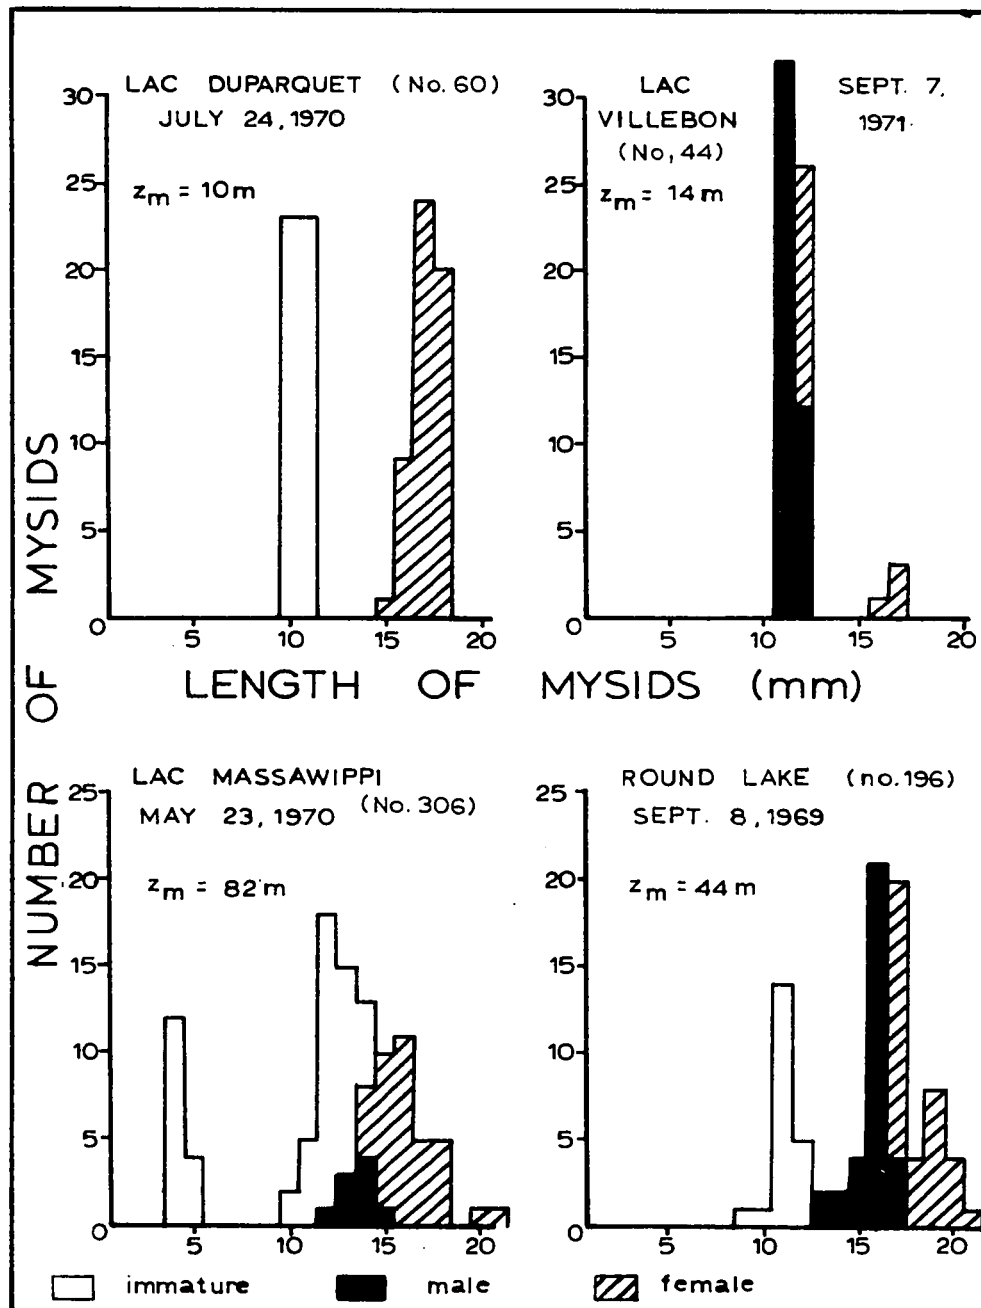 LAC DUPARQUET (No. 60)
JULY 24, 1970
z_m = 10 m
30
25
20
15
10
5
0
5 10 15 20
LAC
VILLEBON
(No, 44)
SEPT. 7,
1971.
z_m = 14 m
30
25
20
15
10
5
0
5 10 15 20
NUMBER OF MYSIDS
LENGTH OF MYSIDS (mm)
LAC MASSAWIPPI
MAY 23, 1970 (No. 306)
z_m = 82 m
25
20
15
10
5
0
5 10 15 20
ROUND LAKE (no. 196)
SEPT. 8, 1969
z_m = 44 m
25
20
15
10
5
0
5 10 15 20
immature male female